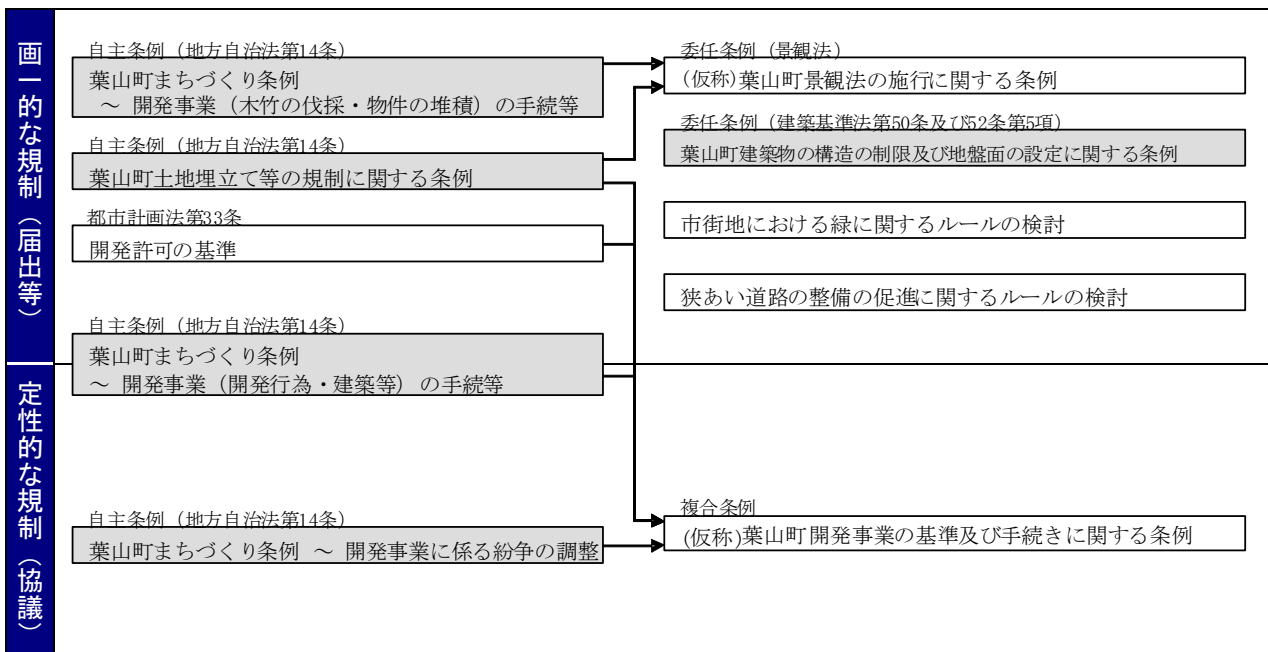 画一的な規制（届出等）
自主条例（地方自治法第14条）
葉山町まちづくり条例
～ 開発事業（木竹の伐採・物件の堆積）の手続等
自主条例（地方自治法第14条）
葉山町土地埋立て等の規制に関する条例
都市計画法第33条
開発許可の基準
自主条例（地方自治法第14条）
葉山町まちづくり条例
～ 開発事業（開発行為・建築等）の手続等
委任条例（景観法）
(仮称)葉山町景観法の施行に関する条例
委任条例（建築基準法第50条及び52条第5項）
葉山町建築物の構造の制限及び地盤面の設定に関する条例
市街地における緑に関するルールの検討
狭あい道路の整備の促進に関するルールの検討
定性的な規制（協議）
自主条例（地方自治法第14条）
葉山町まちづくり条例 ～ 開発事業に係る紛争の調整
複合条例
(仮称)葉山町開発事業の基準及び手続きに関する条例